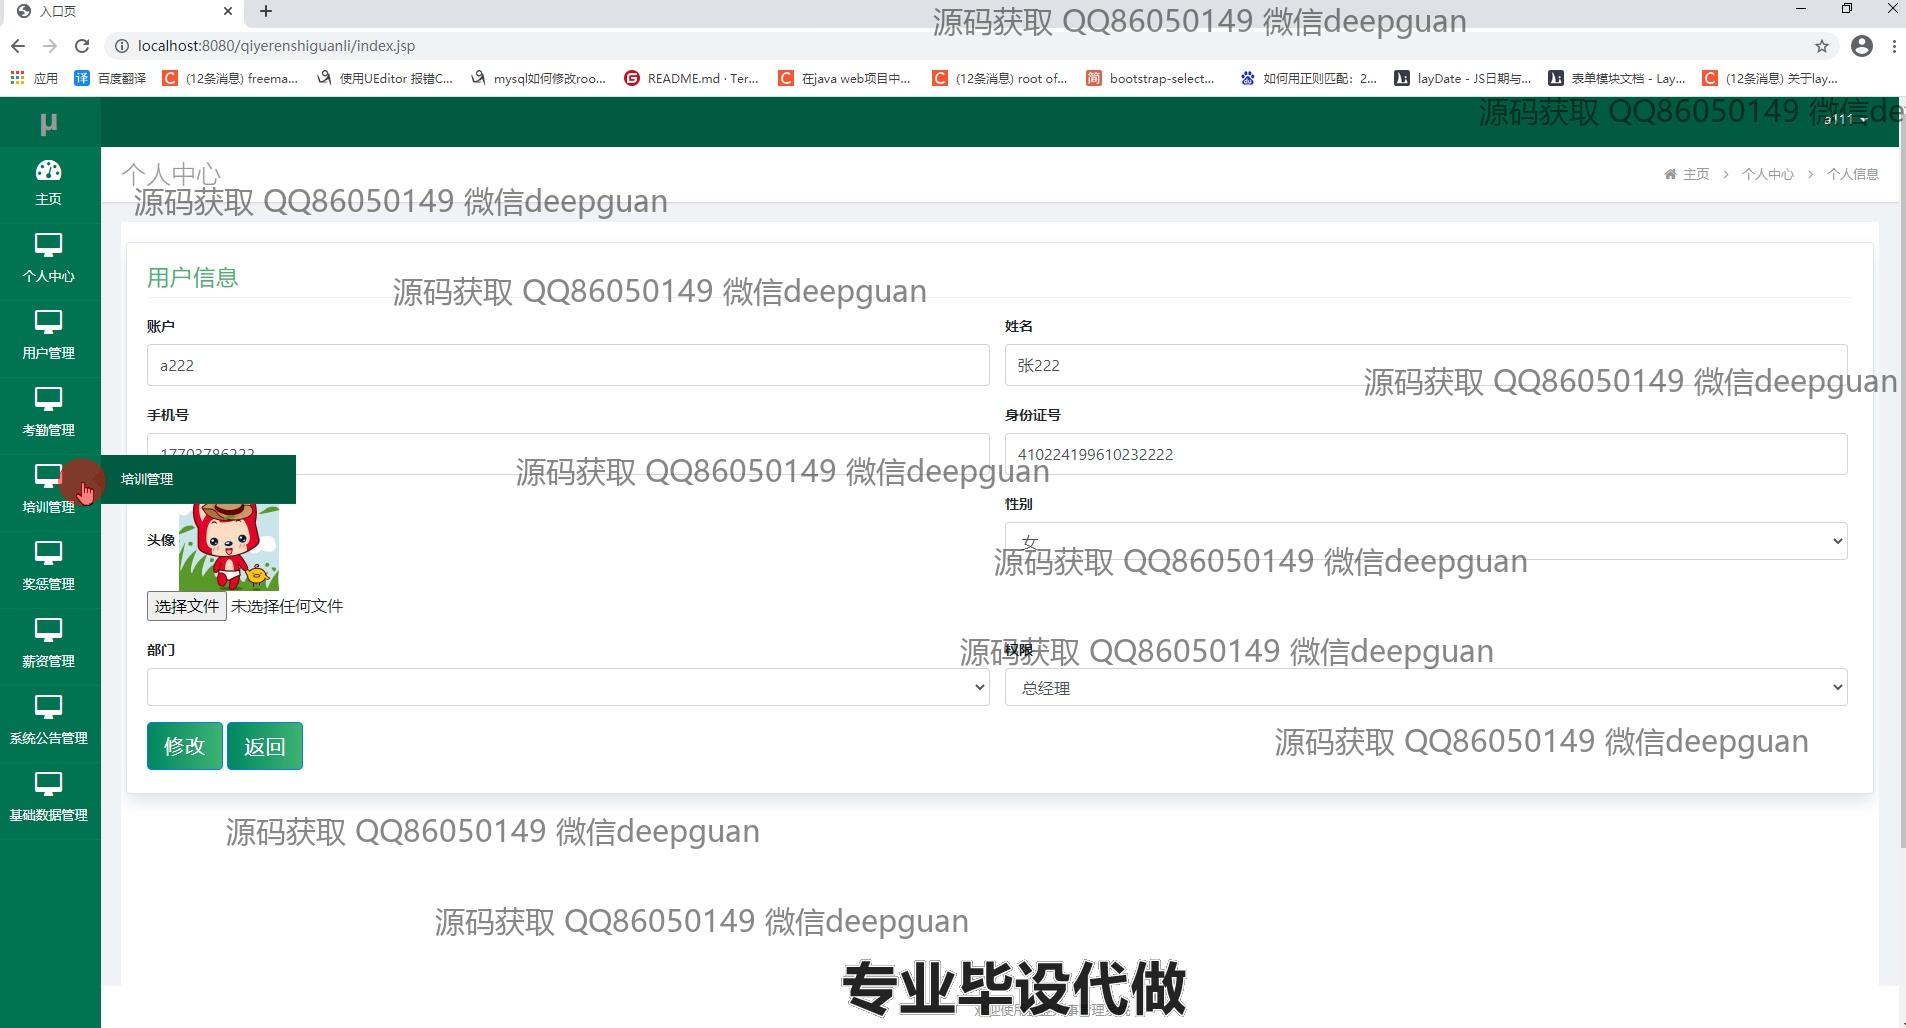 入口页
源码获取 QQ86050149 微信deepguan
localhost:8080/qiyerenshiguanli/index.jsp
应用 百度翻译 (12条消息) freema... 使用UEditor 报错C... mysql如何修改roo... README.md · Ter... 在java web项目中... (12条消息) root of... bootstrap-select... 如何用正则匹配：2... layDate - JS日期与... 表单模块文档 - Lay... (12条消息) 关于lay...
μ
源码获取 QQ86050149 微信de
a111
主页
个人中心
主页 > 个人中心 > 个人信息
源码获取 QQ86050149 微信deepguan
个人中心
用户信息
源码获取 QQ86050149 微信deepguan
账户
姓名
用户管理
a222
张222
源码获取 QQ86050149 微信deepguan
手机号
身份证号
考勤管理
17703786222
410224199610232222
源码获取 QQ86050149 微信deepguan
培训管理
培训管理
性别
头像
女
源码获取 QQ86050149 微信deepguan
奖惩管理
选择文件 未选择任何文件
部门
权限
源码获取 QQ86050149 微信deepguan
薪资管理
总经理
系统公告管理
修改 返回
源码获取 QQ86050149 微信deepguan
基础数据管理
源码获取 QQ86050149 微信deepguan
源码获取 QQ86050149 微信deepguan
专业毕设代做